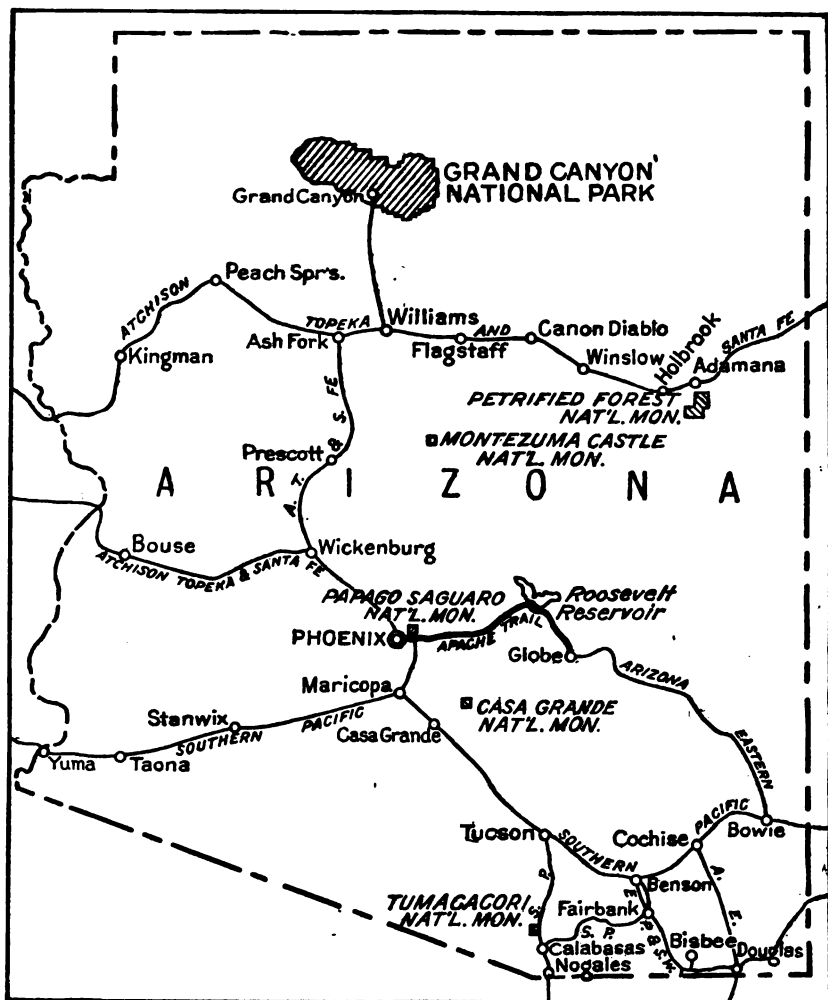 GRAND CANYON
NATIONAL PARK
Grand Canyon
Peach Spr's.
ATCHISON
TOPEKA
Williams
AND
Canon Diablo
Holbrook
SANTA FE
Kingman
Ash Fork
Flagstaff
Winslow
Adamana
PETRIFIED FOREST
NAT'L. MON.
& S. FE
MONTEZUMA CASTLE
NAT'L. MON.
Prescott
ARIZONA
A. T.
Bouse
Wickenburg
ATCHISON TOPEKA & SANTA FE
PAPAGO SAGUARO
NAT'L. MON.
Roosevelt
Reservoir
PHOENIX
APACHE TRAIL
Globe
ARIZONA
Maricopa
CASA GRANDE
NAT'L. MON.
Stanwix
SOUTHERN PACIFIC
Casa Grande
EASTERN
Yuma
Taona
Tucson
SOUTHERN
Cochise
PACIFIC
Bowie
Benson
S. P.
A. E.
TUMAGACORI
NAT'L. MON.
Fairbank
S. P.
E. P. & S. W.
Bisbee
Douglas
Calabasas
Nogales